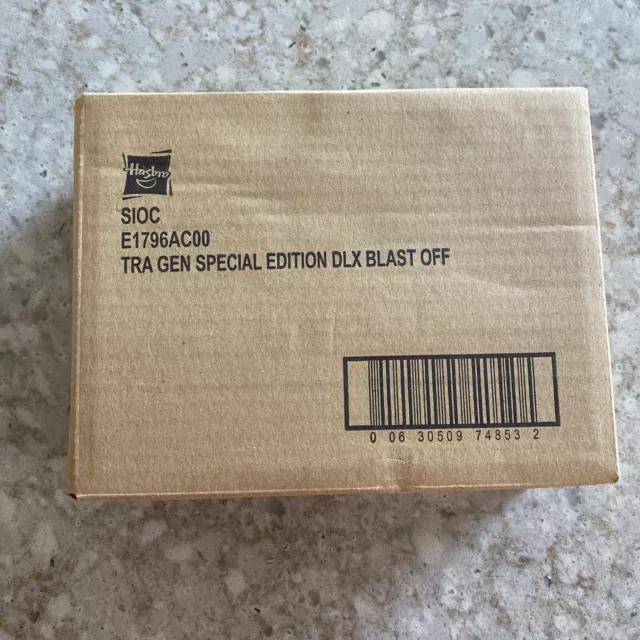 Hasbro
SIOC
E1796AC00
TRA GEN SPECIAL EDITION DLX BLAST OFF
0 06 30509 74853 2